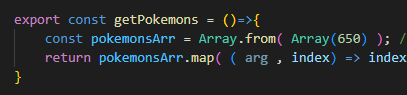 export const getPokemons = ()=>{
const pokemonsArr = Array.from( Array(650) ); /
return pokemonsArr.map( ( arg , index) => index
}